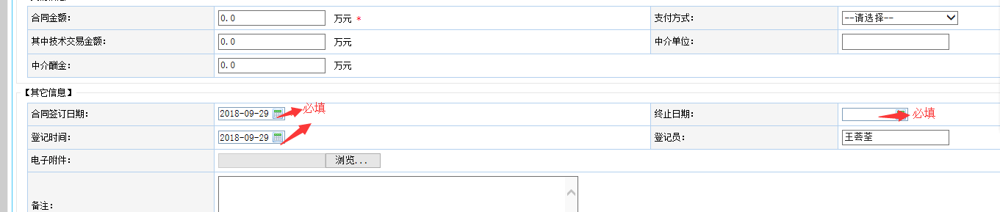 合同金额: 0.0 万元 * 支付方式: --请选择--
其中技术交易金额: 0.0 万元 中介单位:
中介酬金: 0.0 万元
【其它信息】
合同签订日期: 2018-09-29 必填 终止日期: 必填
登记时间: 2018-09-29 登记员: 王荟荃
电子附件: 浏览...
备注: